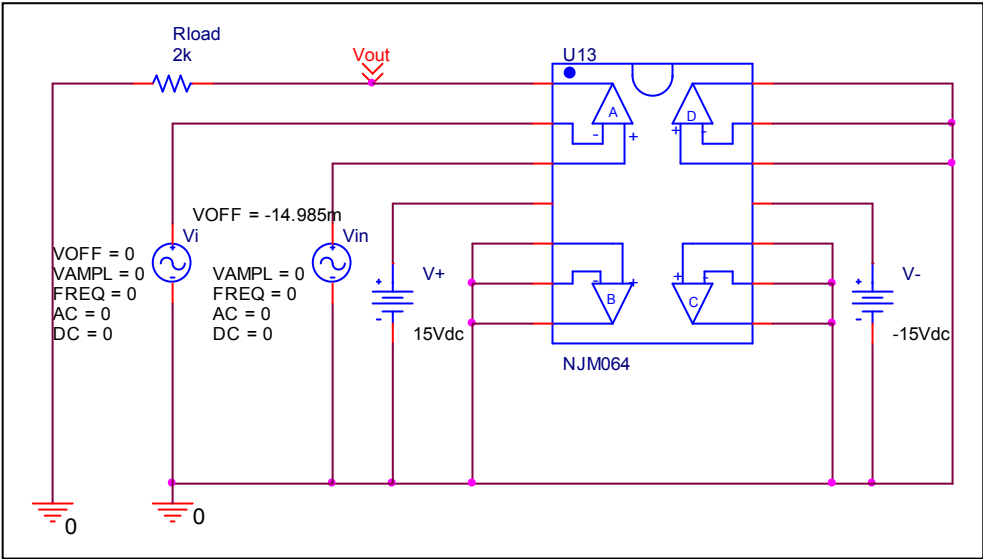 Rload
2k
Vout
U13
A
D
-
+
+
-
VOFF = -14.985m
Vi
Vin
VOFF = 0
VAMPL = 0
FREQ = 0
AC = 0
DC = 0
VAMPL = 0
FREQ = 0
AC = 0
DC = 0
+
-
+
-
+
-
V+
15Vdc
-
+
B
+
-
C
+
-
V-
-15Vdc
NJM064
0
0